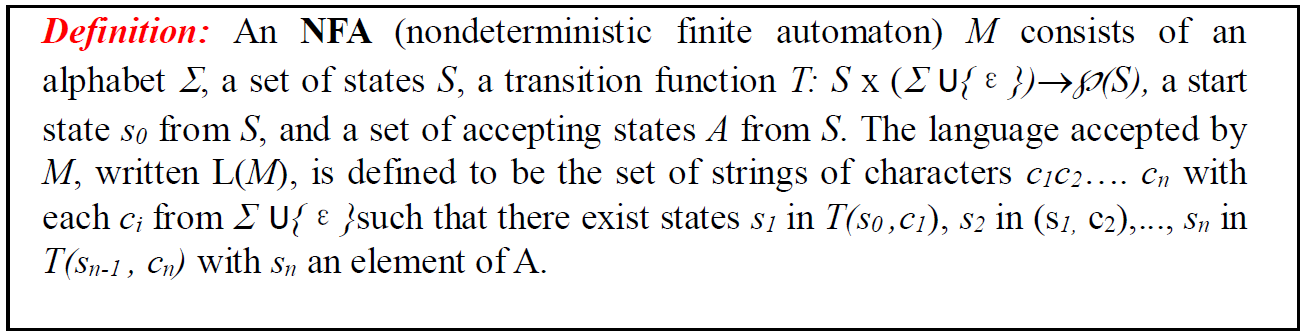 Definition: An NFA (nondeterministic finite automaton) M consists of an
alphabet Σ, a set of states S, a transition function T: S x (Σ U{ ε })→℘(S), a start
state s0 from S, and a set of accepting states A from S. The language accepted by
M, written L(M), is defined to be the set of strings of characters c1c2…. cn with
each ci from Σ U{ ε }such that there exist states s1 in T(s0 ,c1), s2 in (s1, c2),..., sn in
T(sn-1 , cn) with sn an element of A.